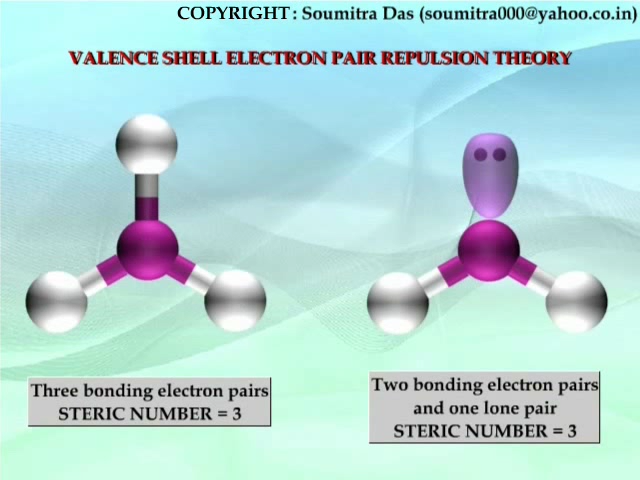 COPYRIGHT : Soumitra Das (soumitra000@yahoo.co.in)
VALENCE SHELL ELECTRON PAIR REPULSION THEORY
Three bonding electron pairs
STERIC NUMBER = 3
Two bonding electron pairs
and one lone pair
STERIC NUMBER = 3